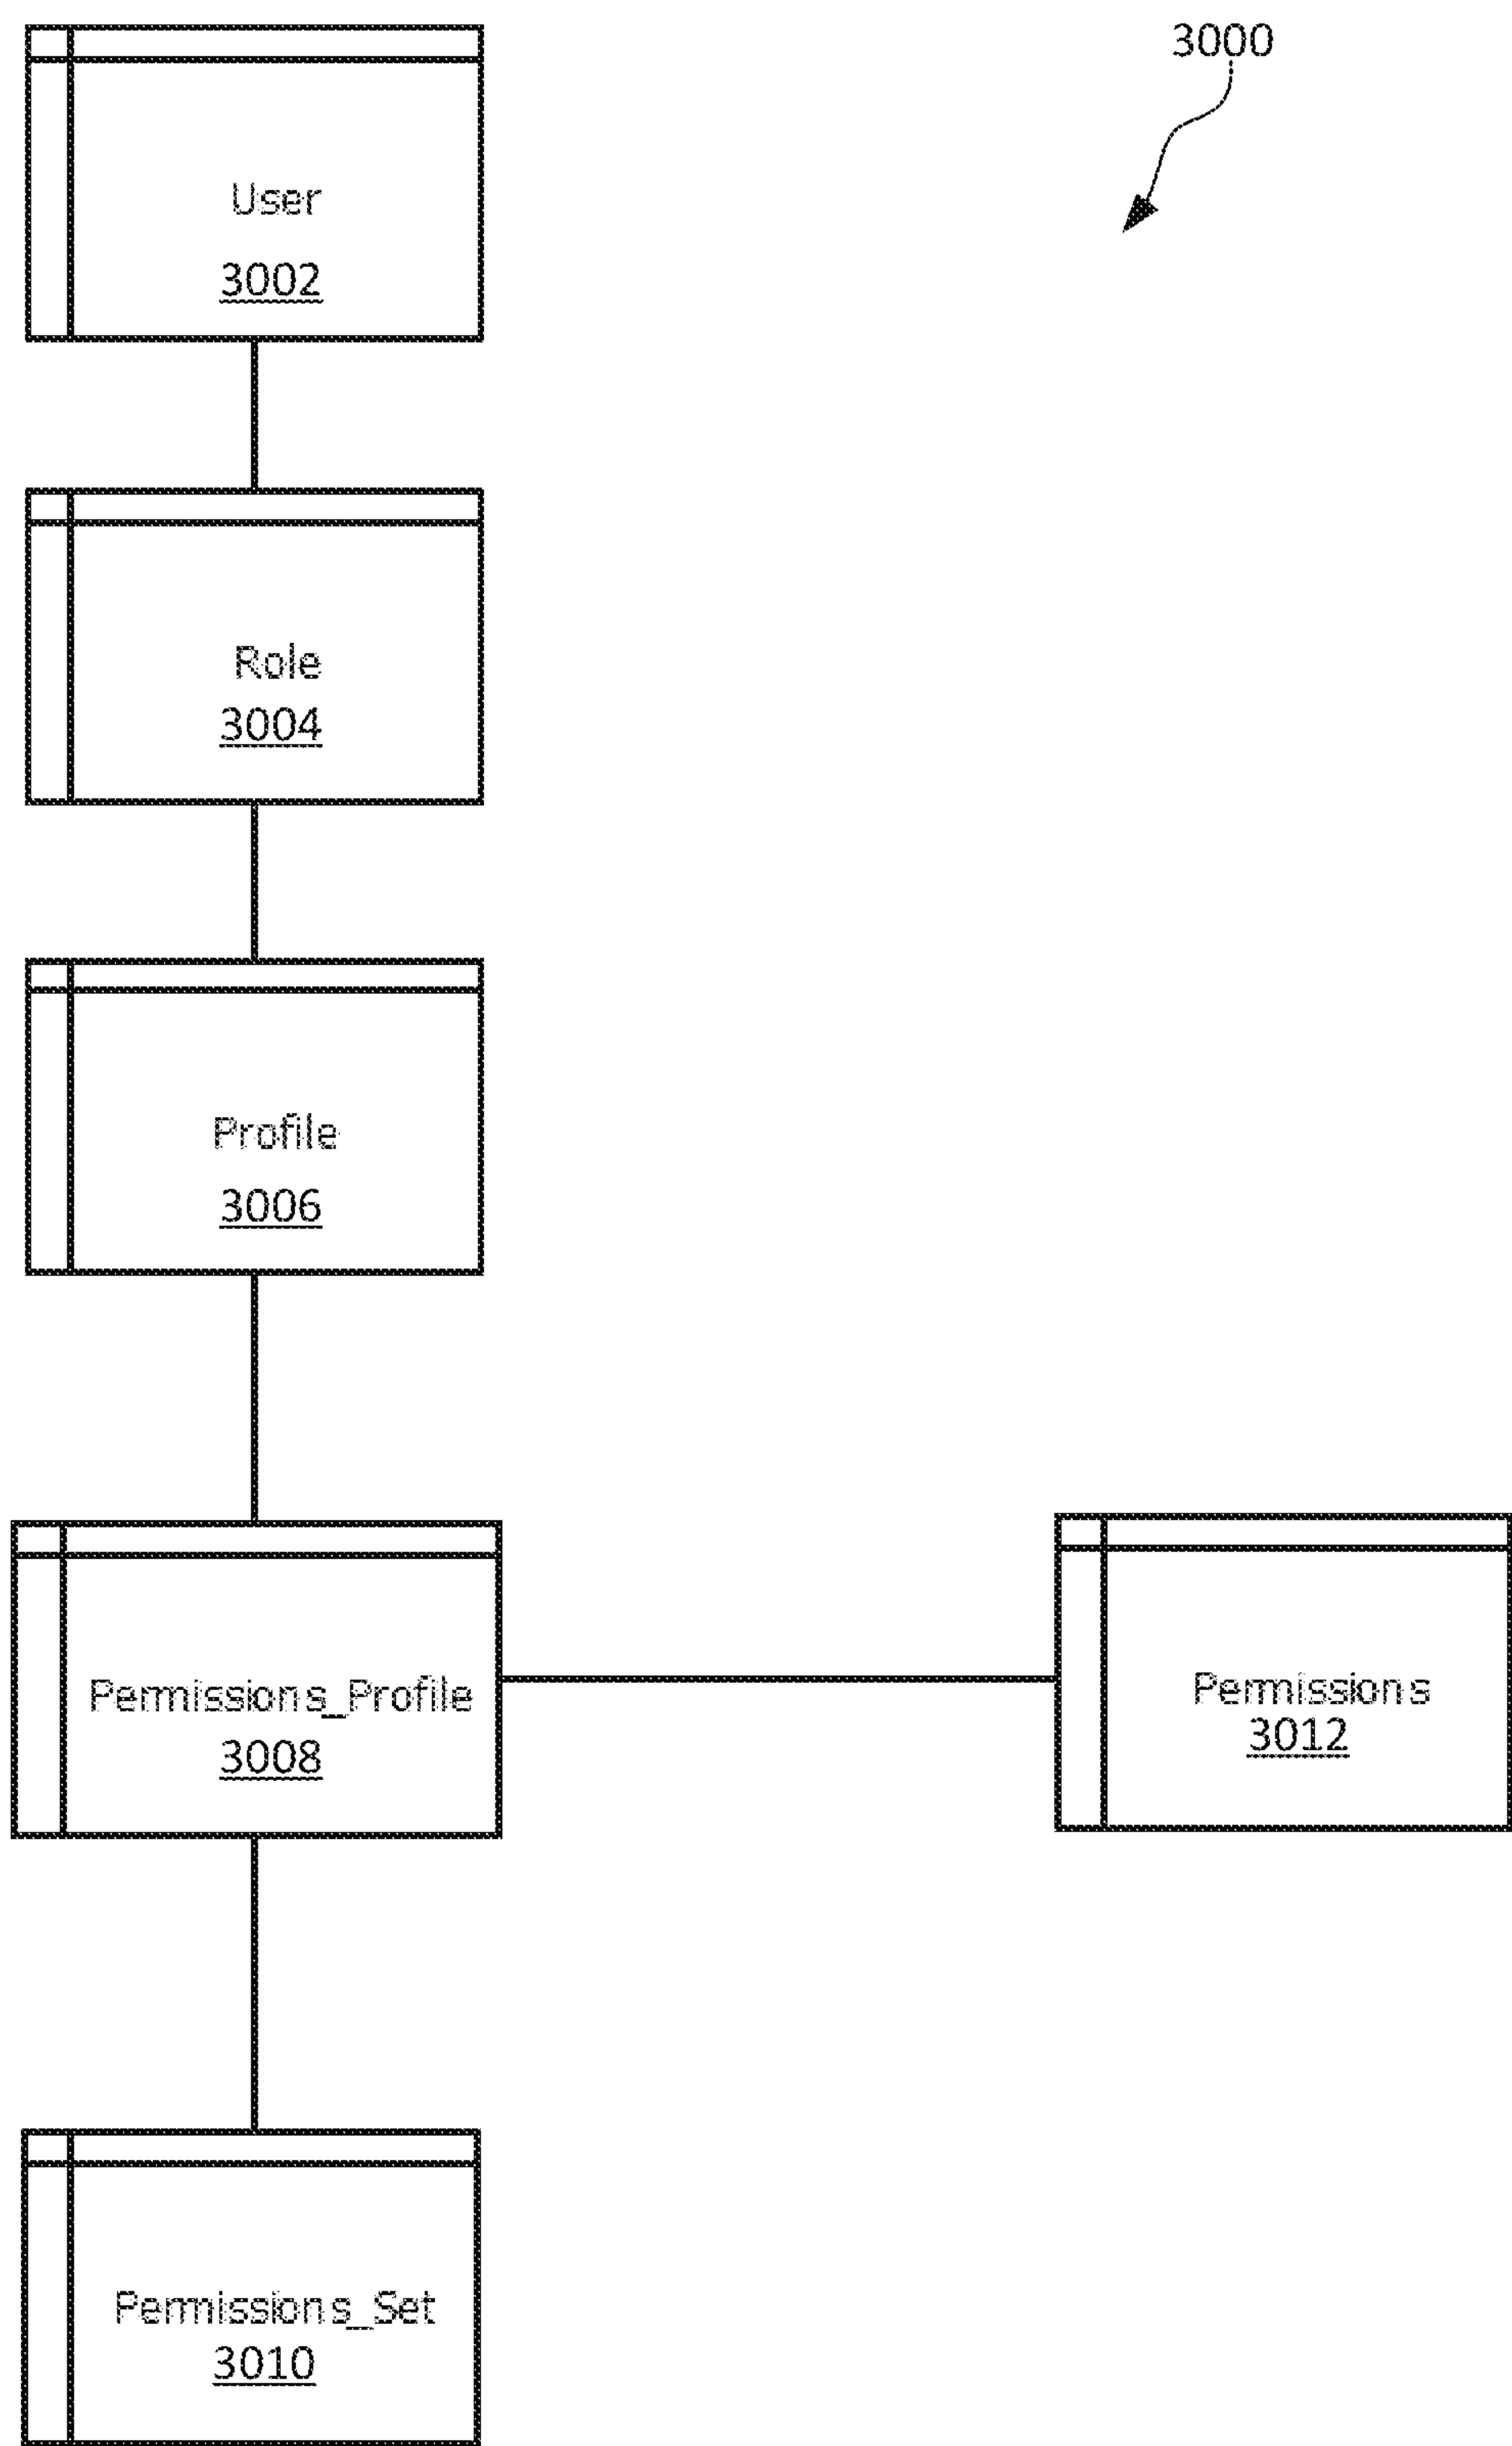 3000
User
3002
Role
3004
Profile
3006
Permissions_Profile
3008
Permissions
3012
Permissions_Set
3010